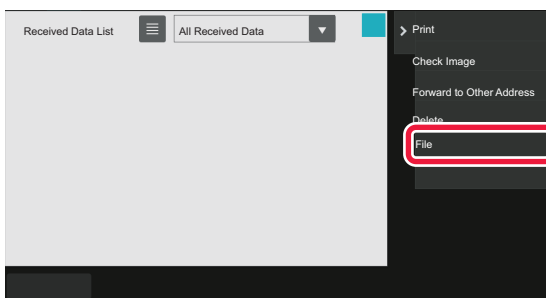 Received Data List
All Received Data
Print
Check Image
Forward to Other Address
Delete
File